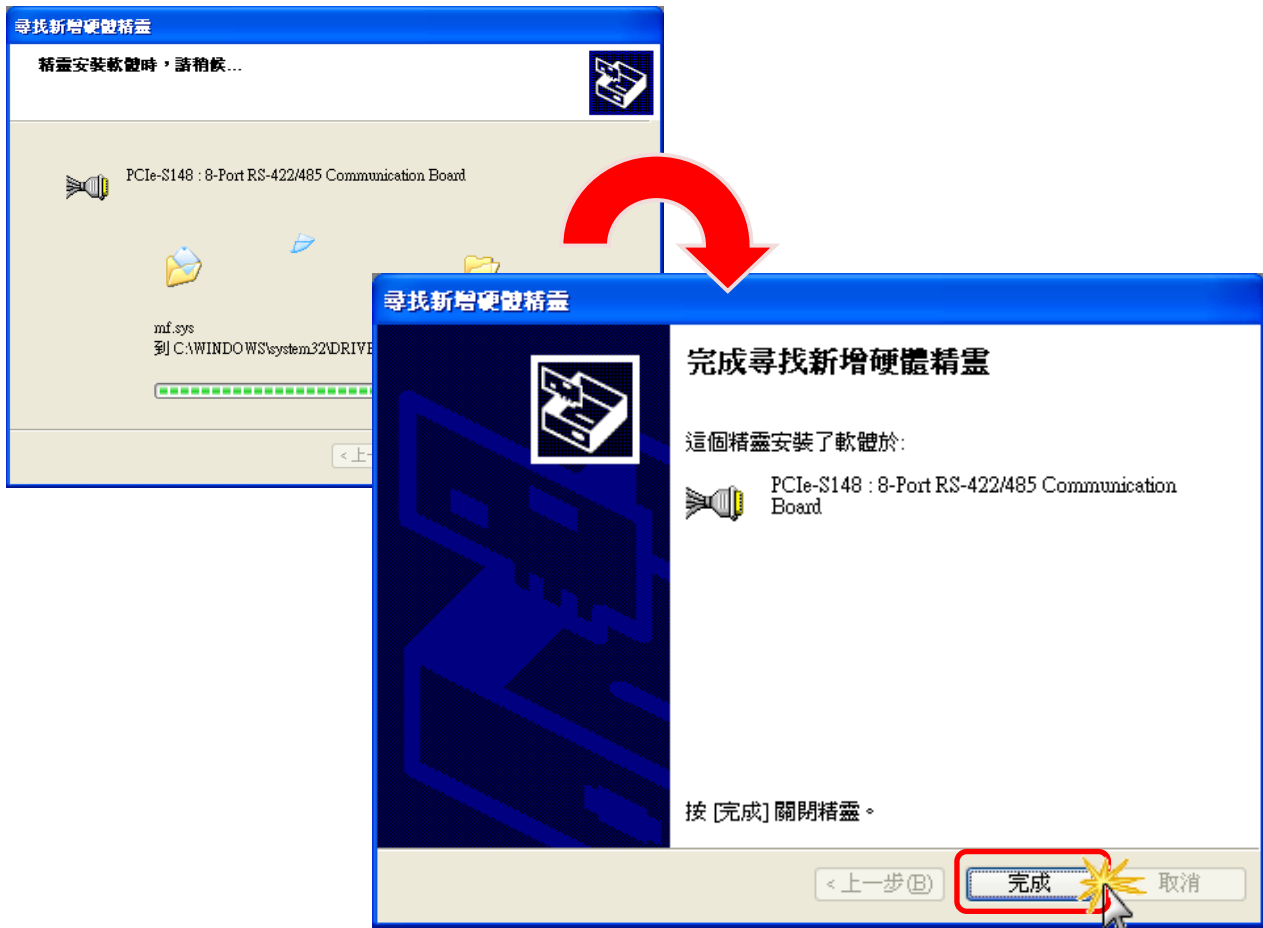 尋找新增硬體精靈
精靈安裝軟體時，請稍候...
PCIe-S148 : 8-Port RS-422/485 Communication Board
mf.sys
到 C:\WINDOWS\system32\DRIVE
<上一
尋找新增硬體精靈
完成尋找新增硬體精靈
這個精靈安裝了軟體於:
PCIe-S148 : 8-Port RS-422/485 Communication
Board
按 [完成] 關閉精靈。
<上一步(B)
完成
取消